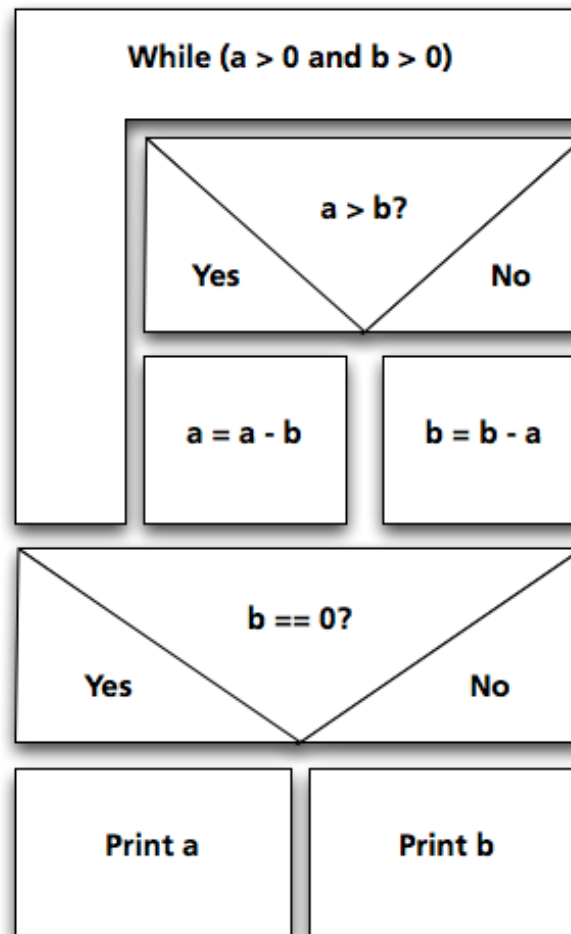 While (a > 0 and b > 0)
a > b?
Yes
No
a = a - b
b = b - a
b == 0?
Yes
No
Print a
Print b